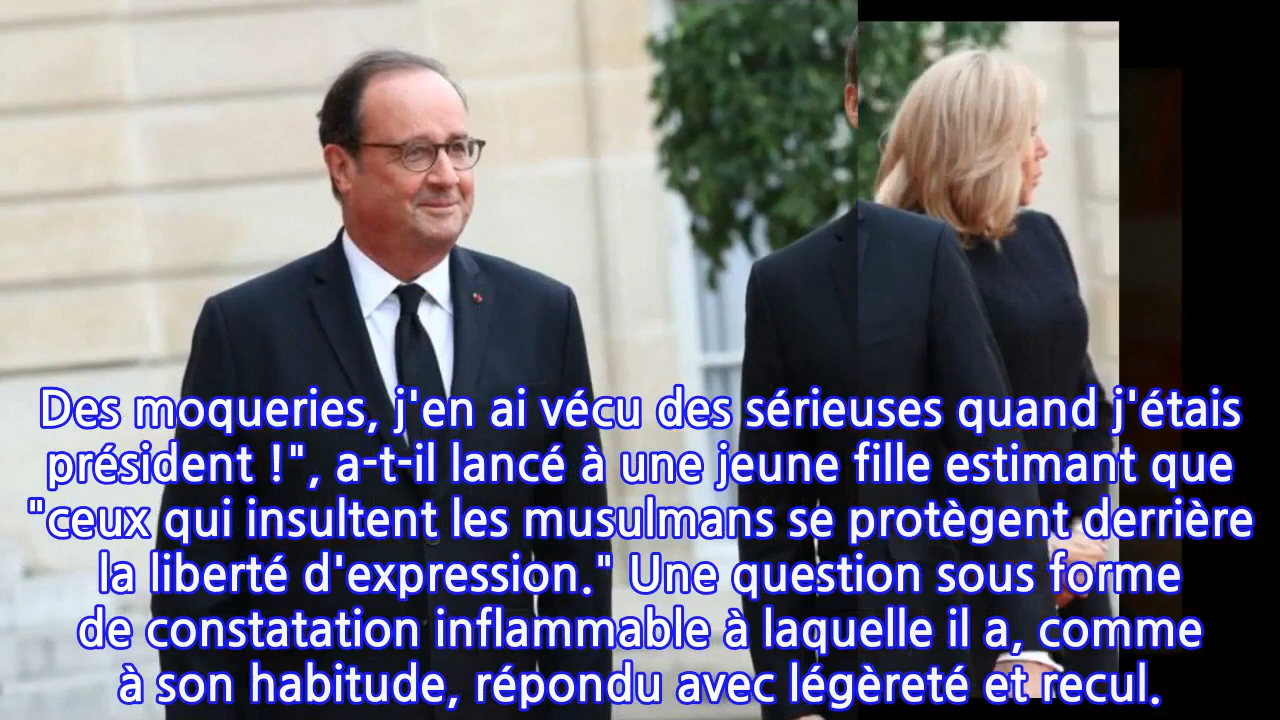 Des moqueries, j'en ai vécu des sérieuses quand j'étais
président !", a-t-il lancé à une jeune fille estimant que
"ceux qui insultent les musulmans se protègent derrière
la liberté d'expression." Une question sous forme
de constatation inflammable à laquelle il a, comme
à son habitude, répondu avec légèreté et recul.